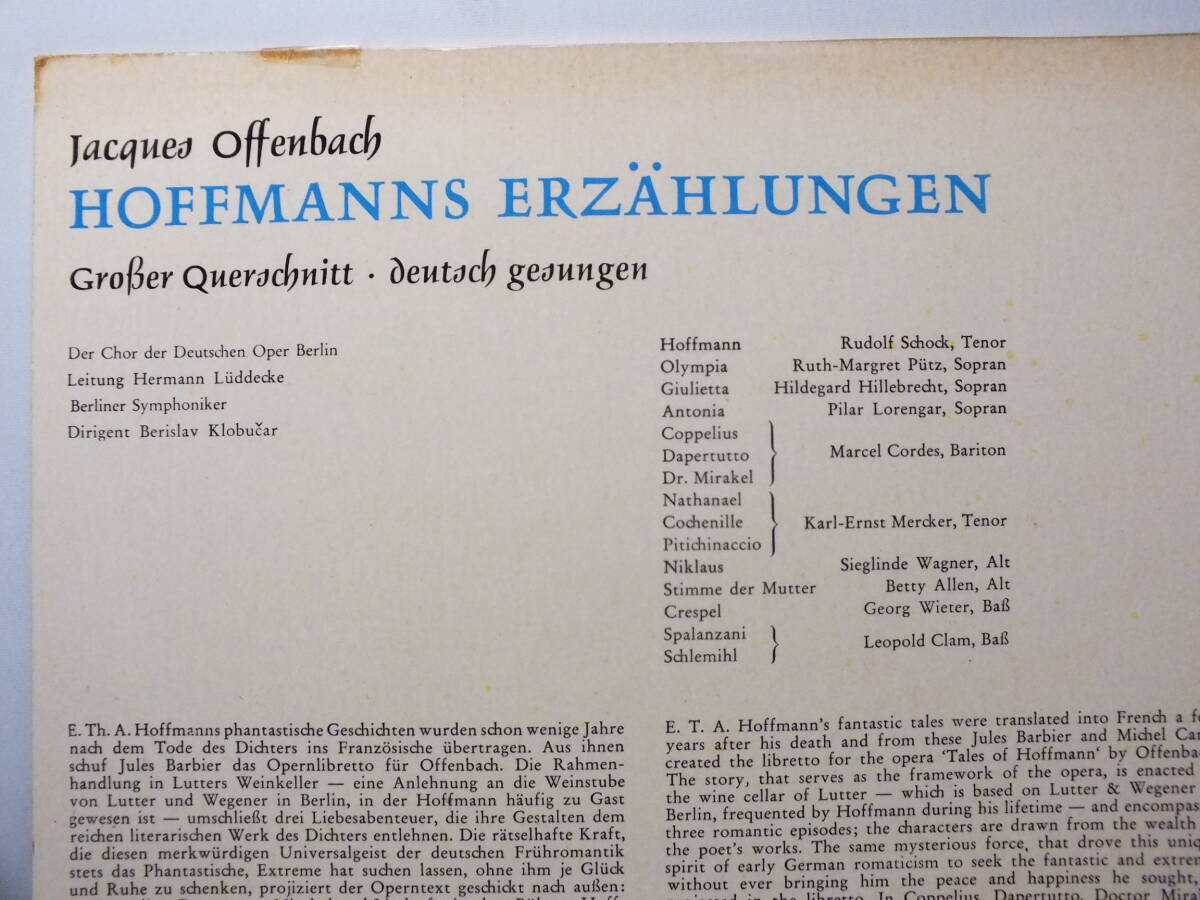 Jacques Offenbach
HOFFMANNS ERZÄHLUNGEN
Großer Querschnitt · deutsch gesungen
Der Chor der Deutschen Oper Berlin
Leitung Hermann Lüddecke
Berliner Symphoniker
Dirigent Berislav Klobučar
Hoffmann Rudolf Schock, Tenor
Olympia Ruth-Margret Pütz, Sopran
Giulietta Hildegard Hillebrecht, Sopran
Antonia Pilar Lorengar, Sopran
Coppelius
Dapertutto Marcel Cordes, Bariton
Dr. Mirakel
Nathanael
Cochenille Karl-Ernst Mercker, Tenor
Pitichinaccio
Niklaus Sieglinde Wagner, Alt
Stimme der Mutter Betty Allen, Alt
Crespel Georg Wieter, Baß
Spalanzani
Schlemihl Leopold Clam, Baß
E. Th. A. Hoffmanns phantastische Geschichten wurden schon wenige Jahre
nach dem Tode des Dichters ins Französische übertragen. Aus ihnen
schuf Jules Barbier das Opernlibretto für Offenbach. Die Rahmen-
handlung in Lutters Weinkeller — eine Anlehnung an die Weinstube
von Lutter und Wegener in Berlin, in der Hoffmann häufig zu Gast
gewesen ist — umschließt drei Liebesabenteuer, die ihre Gestalten dem
reichen literarischen Werk des Dichters entlehnen. Die rätselhafte Kraft,
die diesen merkwürdigen Universalgeist der deutschen Frühromantik
stets das Phantastische, Extreme hat suchen lassen, ohne ihm je Glück
und Ruhe zu schenken, projiziert der Operntext geschickt nach außen:
E. T. A. Hoffmann's fantastic tales were translated into French a
years after his death and from these Jules Barbier and Michel
created the libretto for the opera 'Tales of Hoffmann' by
The story, that serves as the framework of the opera, is enacted
the wine cellar of Lutter — which is based on Lutter & Wegener
Berlin, frequented by Hoffmann during his lifetime — and
three romantic episodes; the characters are drawn from the wealth
the poet's works. The same mysterious force, that drove this
spirit of early German romaticism to seek the fantastic and
without ever bringing him the peace and happiness he sought,
in the libretto. In Coppelius, Dapertutto, Doctor